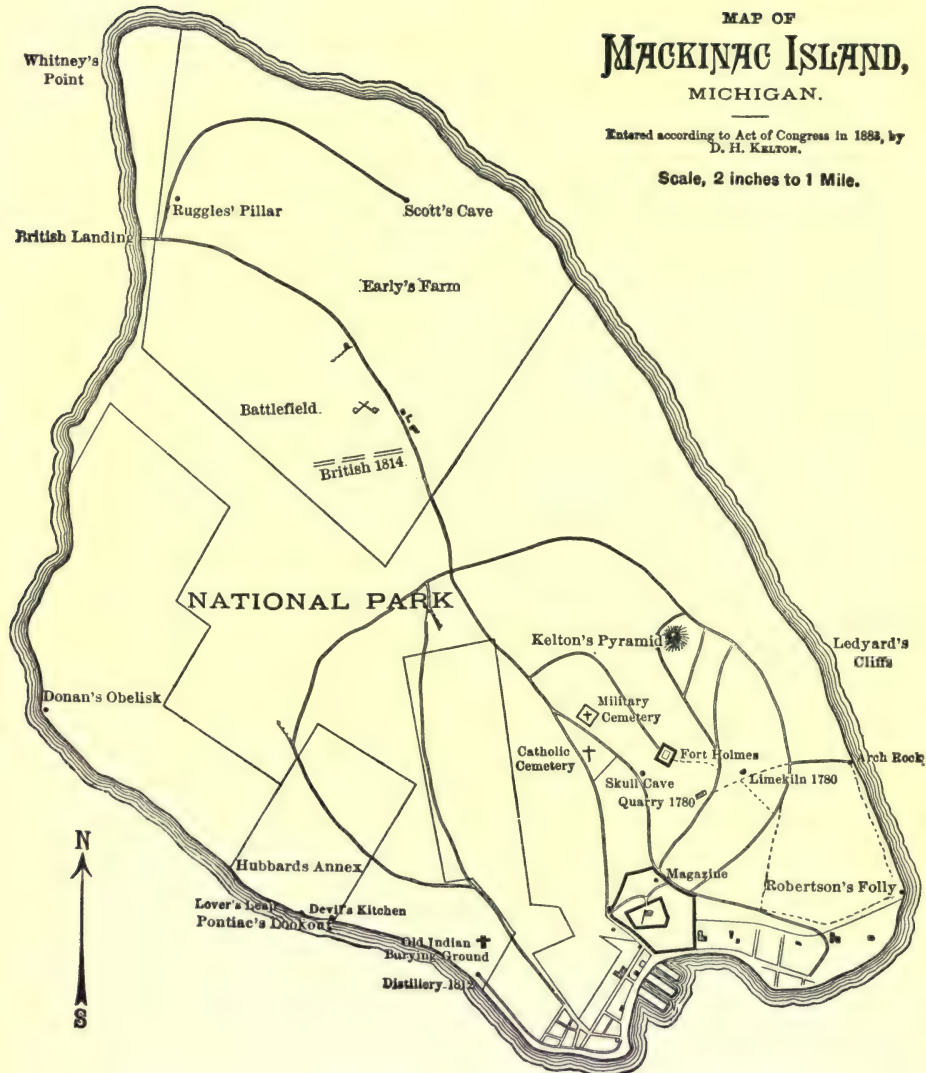 MAP OF
MACKINAC ISLAND,
MICHIGAN.
Entered according to Act of Congress in 1883, by
D. H. KELTON.
Scale, 2 inches to 1 Mile.
Whitney's
Point
Ruggles' Pillar
Scott's Cave
British Landing
Early's Farm
Battlefield.
British 1814.
NATIONAL PARK
Kelton's Pyramid
Ledyard's
Cliffs
Donan's Obelisk
Military
Cemetery
Catholic
Cemetery
Fort Holmes
Arch Rock
Skull Cave
Limekiln 1780
Quarry 1780
N
Hubbards Annex
Magazine
Robertson's Folly
Lover's Leap
Devil's Kitchen
Pontiac's Lookout
Old Indian
Burying Ground
Distillery 1812
S